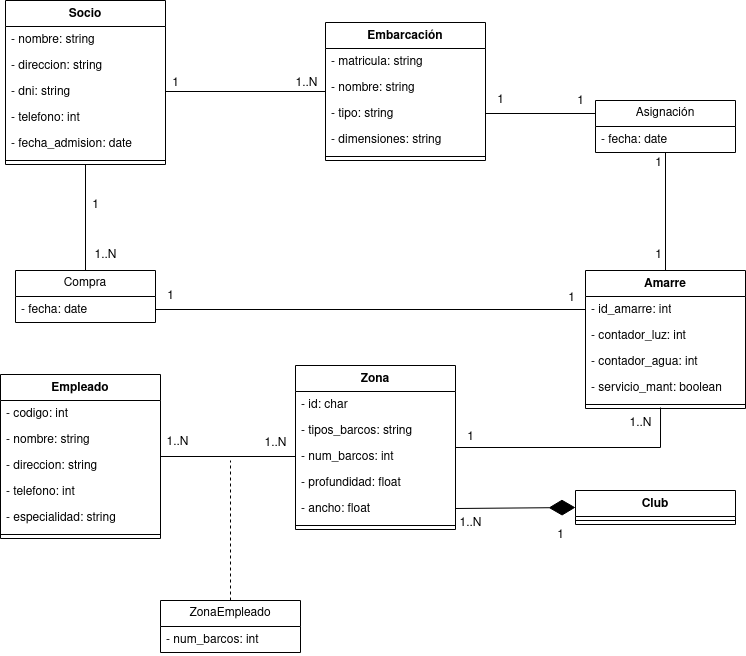 Socio
- nombre: string
- direccion: string
- dni: string
- telefono: int
- fecha_admision: date
1
1..N
Embarcación
- matricula: string
- nombre: string
- tipo: string
- dimensiones: string
1
1
Asignación
- fecha: date
1
1
1
1..N
Compra
- fecha: date
1
1
Amarre
- id_amarre: int
- contador_luz: int
- contador_agua: int
- servicio_mant: boolean
1..N
1
Empleado
- codigo: int
- nombre: string
- direccion: string
- telefono: int
- especialidad: string
1..N
1..N
Zona
- id: char
- tipos_barcos: string
- num_barcos: int
- profundidad: float
- ancho: float
1..N
1
Club
ZonaEmpleado
- num_barcos: int